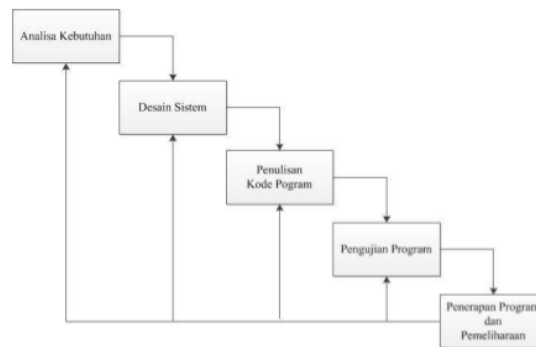 Analisa Kebutuhan
Desain Sistem
Penulisan
Kode Pogram
Pengujian Program
Penerapan Program
dan
Pemeliharaan